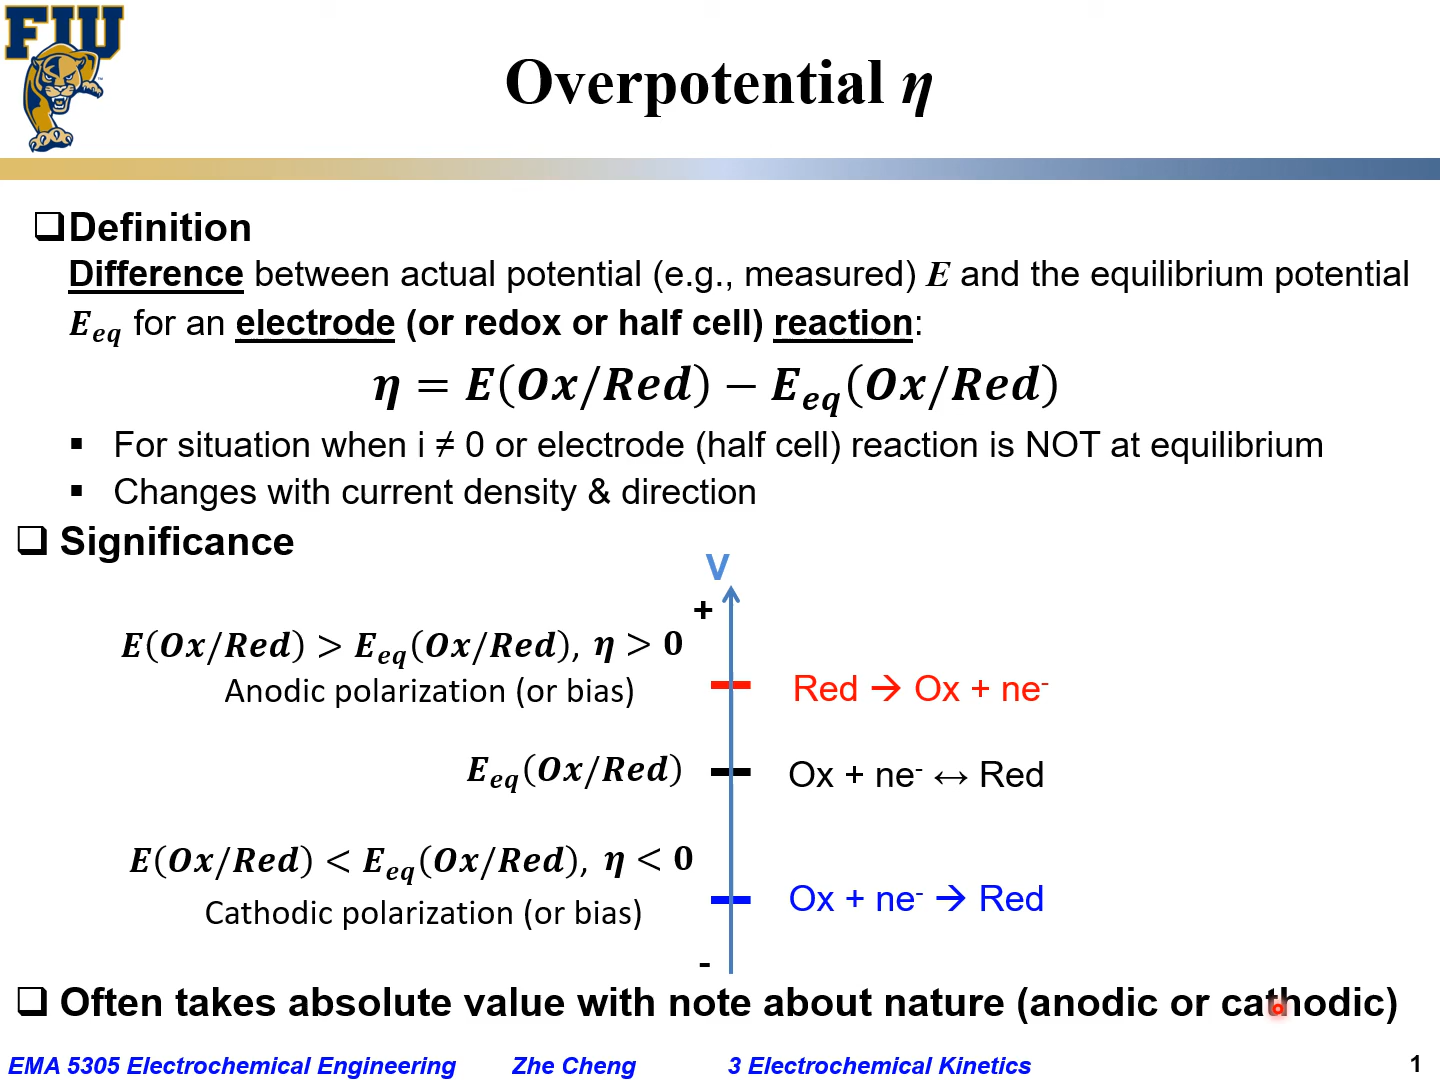 FIU
Overpotential η
❑Definition
Difference between actual potential (e.g., measured) E and the equilibrium potential
E_eq for an electrode (or redox or half cell) reaction:
η = E(Ox/Red) − E_eq(Ox/Red)
▪ For situation when i ≠ 0 or electrode (half cell) reaction is NOT at equilibrium
▪ Changes with current density & direction
❑ Significance
V
+
E(Ox/Red) > E_eq(Ox/Red), η > 0
Anodic polarization (or bias)
Red → Ox + ne⁻
E_eq(Ox/Red)
Ox + ne⁻ ↔ Red
E(Ox/Red) < E_eq(Ox/Red), η < 0
Cathodic polarization (or bias)
Ox + ne⁻ → Red
-
❑ Often takes absolute value with note about nature (anodic or cathodic)
EMA 5305 Electrochemical Engineering Zhe Cheng 3 Electrochemical Kinetics 1